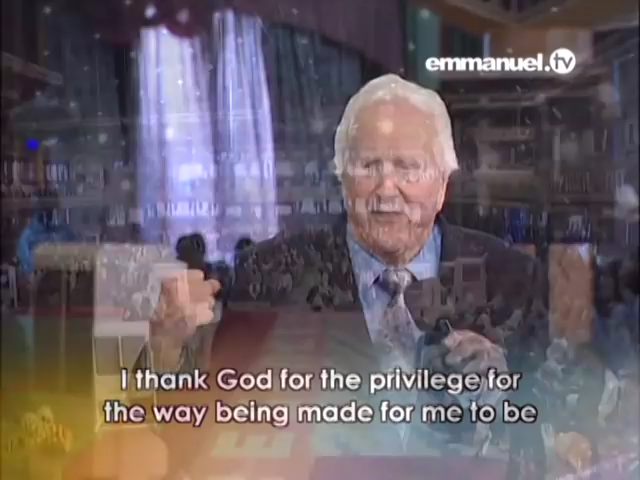 emmanuel.tv
I thank God for the privilege for
the way being made for me to be